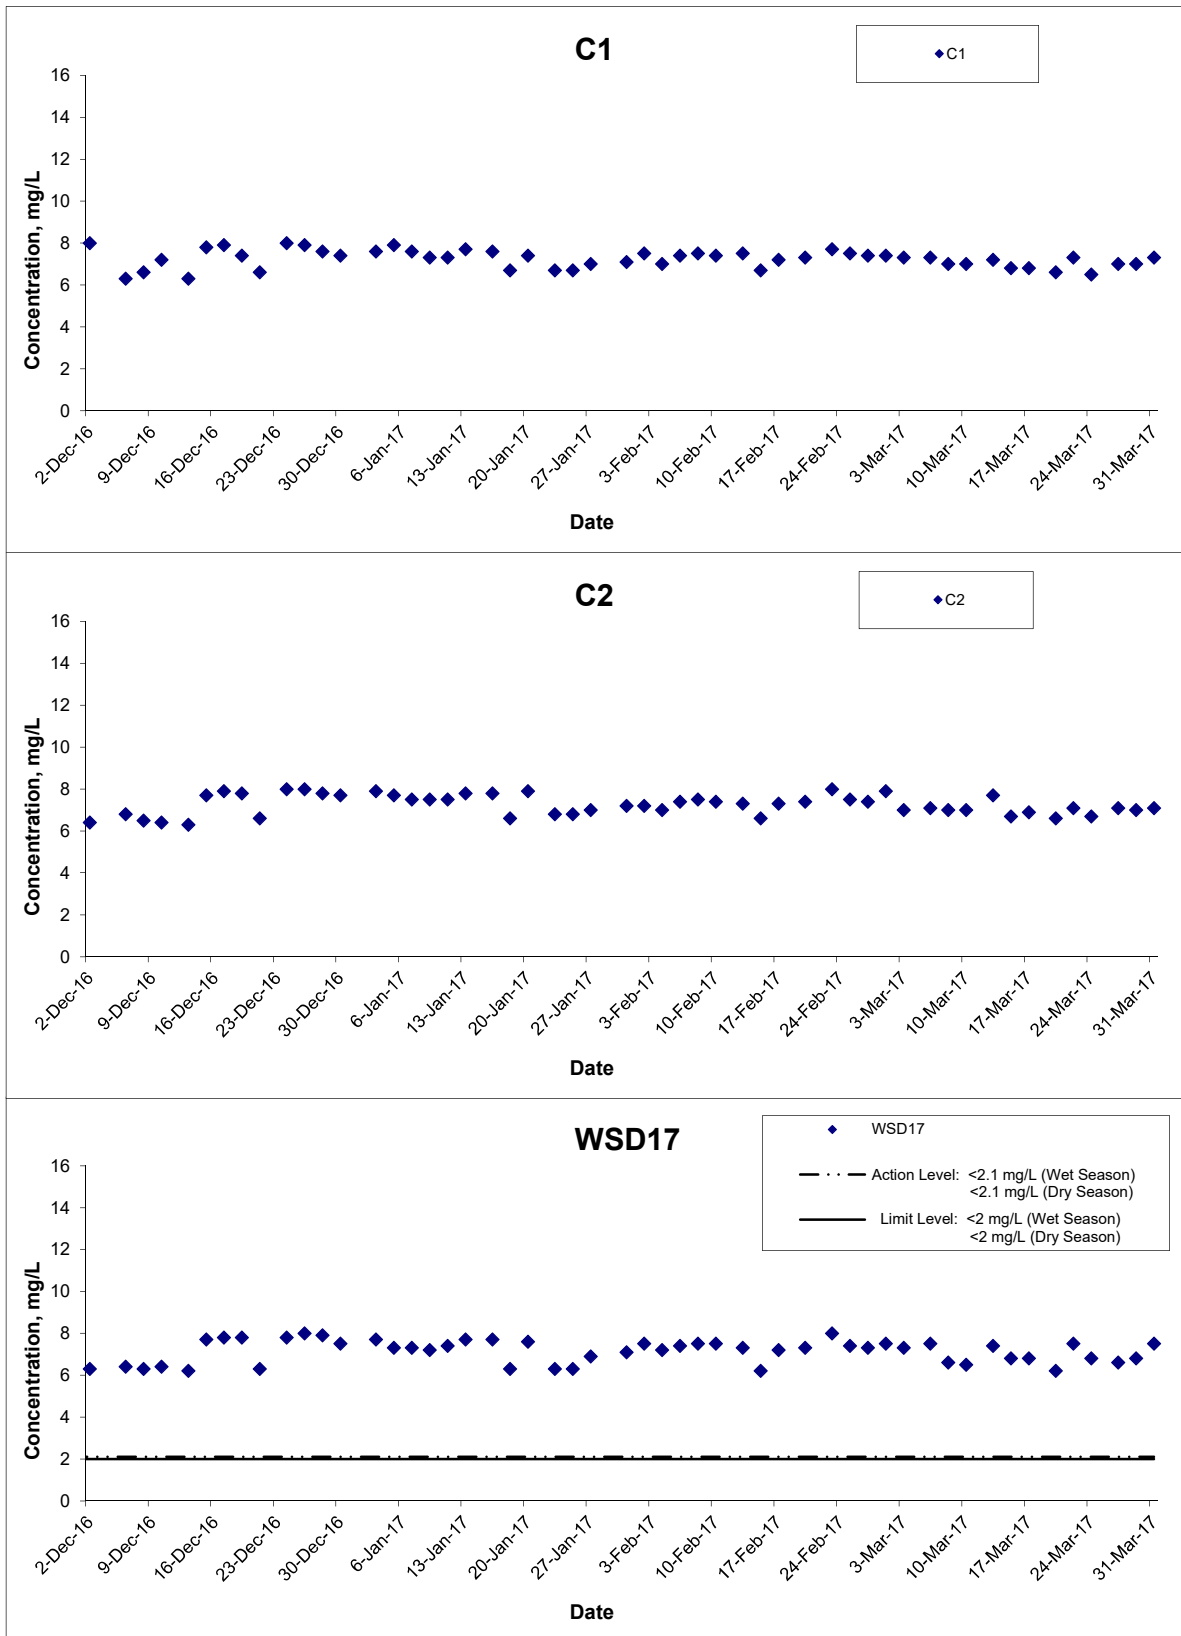 C1
C1
Concentration, mg/L
16
14
12
10
8
6
4
2
0
2-Dec-16
9-Dec-16
16-Dec-16
23-Dec-16
30-Dec-16
6-Jan-17
13-Jan-17
20-Jan-17
27-Jan-17
3-Feb-17
10-Feb-17
17-Feb-17
24-Feb-17
3-Mar-17
10-Mar-17
17-Mar-17
24-Mar-17
31-Mar-17
Date
C2
C2
Concentration, mg/L
16
14
12
10
8
6
4
2
0
2-Dec-16
9-Dec-16
16-Dec-16
23-Dec-16
30-Dec-16
6-Jan-17
13-Jan-17
20-Jan-17
27-Jan-17
3-Feb-17
10-Feb-17
17-Feb-17
24-Feb-17
3-Mar-17
10-Mar-17
17-Mar-17
24-Mar-17
31-Mar-17
Date
WSD17
WSD17
Action Level: <2.1 mg/L (Wet Season)
<2.1 mg/L (Dry Season)
Limit Level: <2 mg/L (Wet Season)
<2 mg/L (Dry Season)
Concentration, mg/L
16
14
12
10
8
6
4
2
0
2-Dec-16
9-Dec-16
16-Dec-16
23-Dec-16
30-Dec-16
6-Jan-17
13-Jan-17
20-Jan-17
27-Jan-17
3-Feb-17
10-Feb-17
17-Feb-17
24-Feb-17
3-Mar-17
10-Mar-17
17-Mar-17
24-Mar-17
31-Mar-17
Date